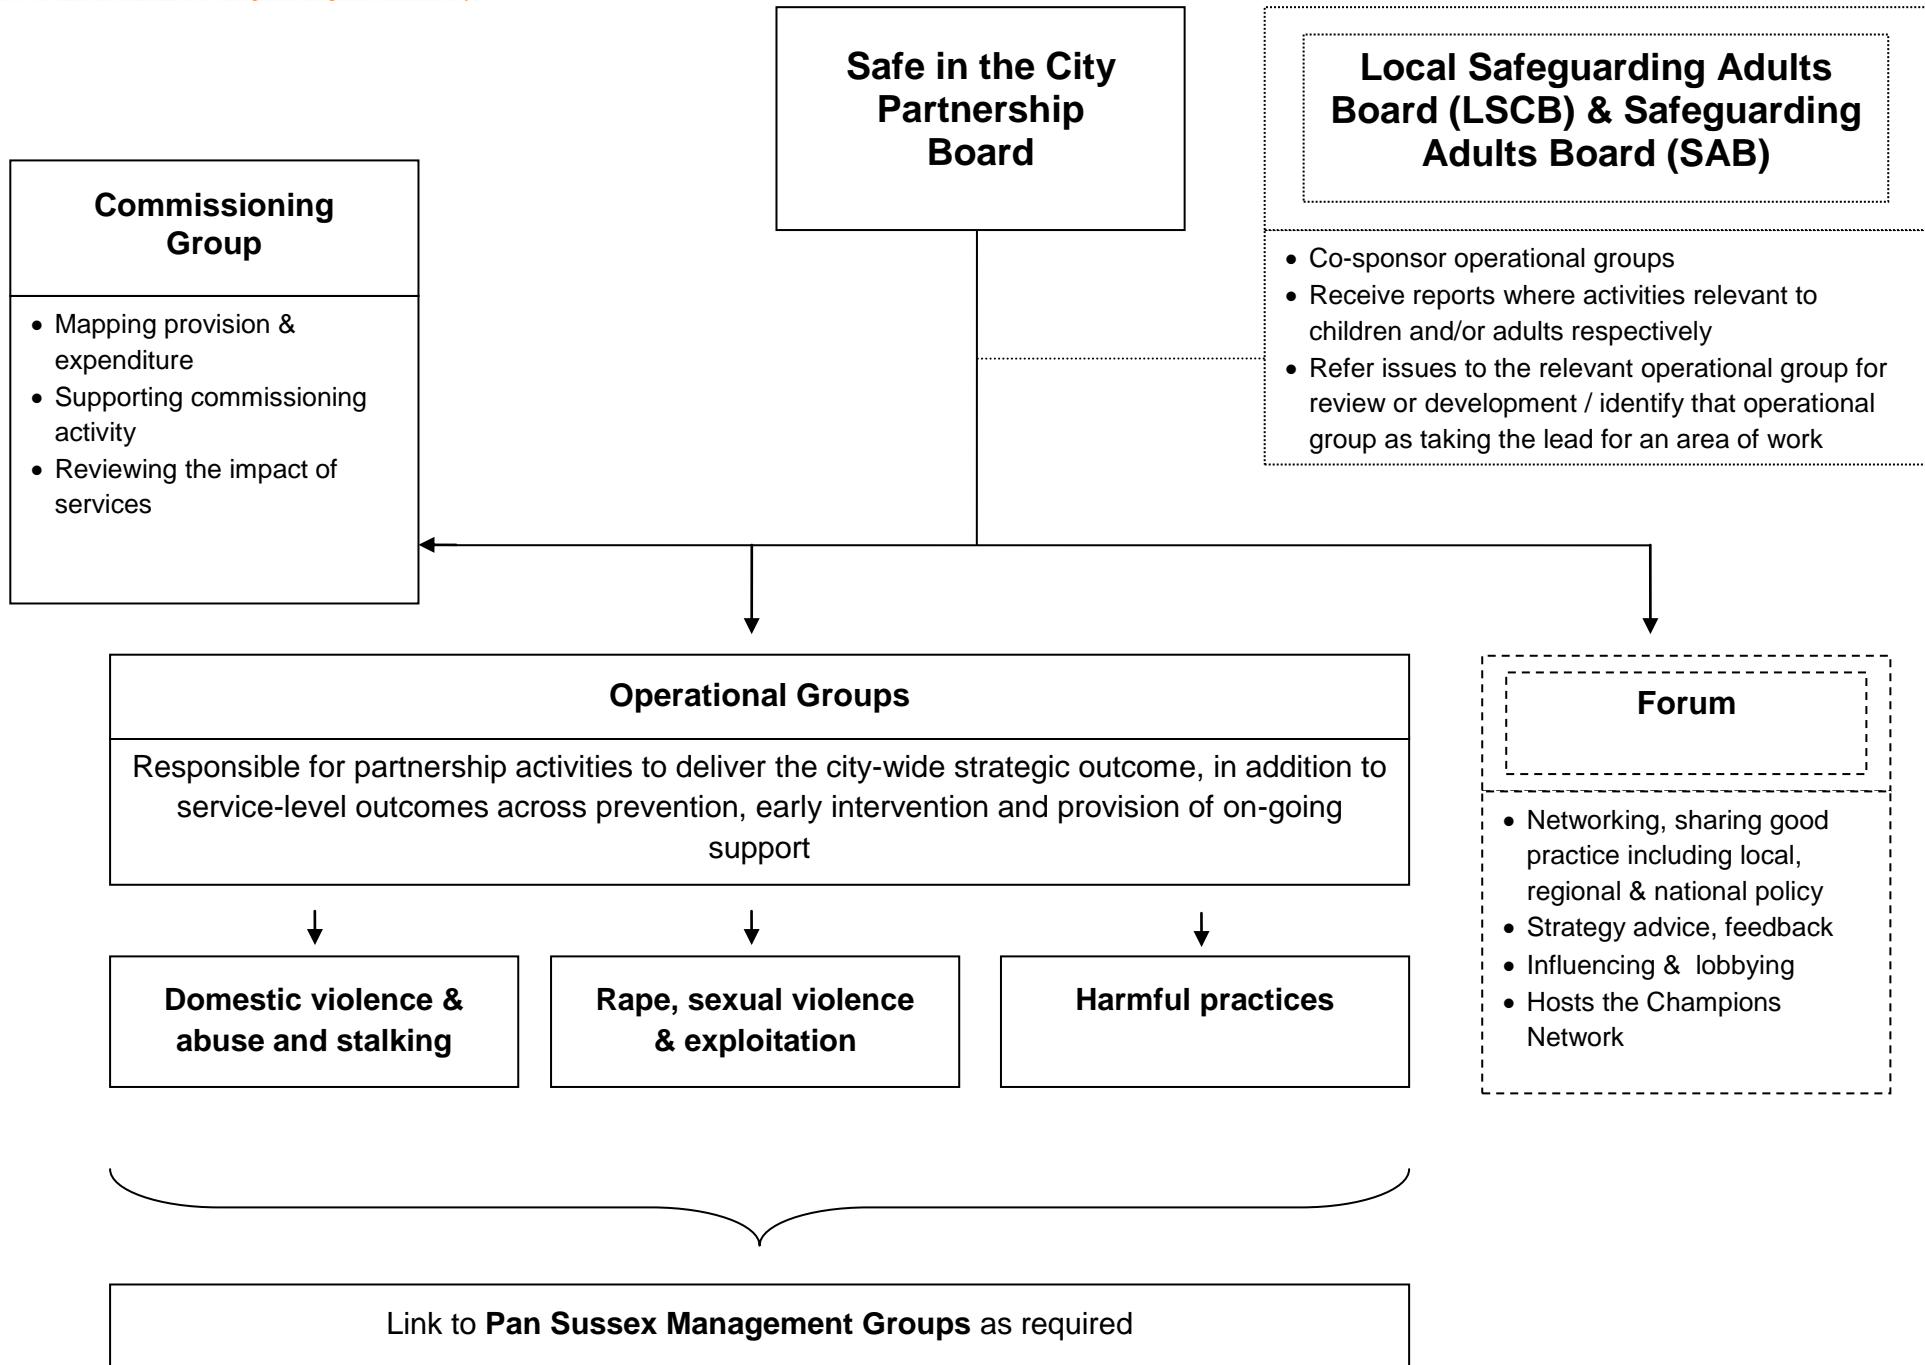 Safe in the City
Partnership
Board
Local Safeguarding Adults
Board (LSCB) & Safeguarding
Adults Board (SAB)
• Co-sponsor operational groups
• Receive reports where activities relevant to
children and/or adults respectively
• Refer issues to the relevant operational group for
review or development / identify that operational
group as taking the lead for an area of work
Commissioning
Group
• Mapping provision &
expenditure
• Supporting commissioning
activity
• Reviewing the impact of
services
Operational Groups
Responsible for partnership activities to deliver the city-wide strategic outcome, in addition to
service-level outcomes across prevention, early intervention and provision of on-going
support
Forum
• Networking, sharing good
practice including local,
regional & national policy
• Strategy advice, feedback
• Influencing & lobbying
• Hosts the Champions
Network
Domestic violence &
abuse and stalking
Rape, sexual violence
& exploitation
Harmful practices
Link to Pan Sussex Management Groups as required